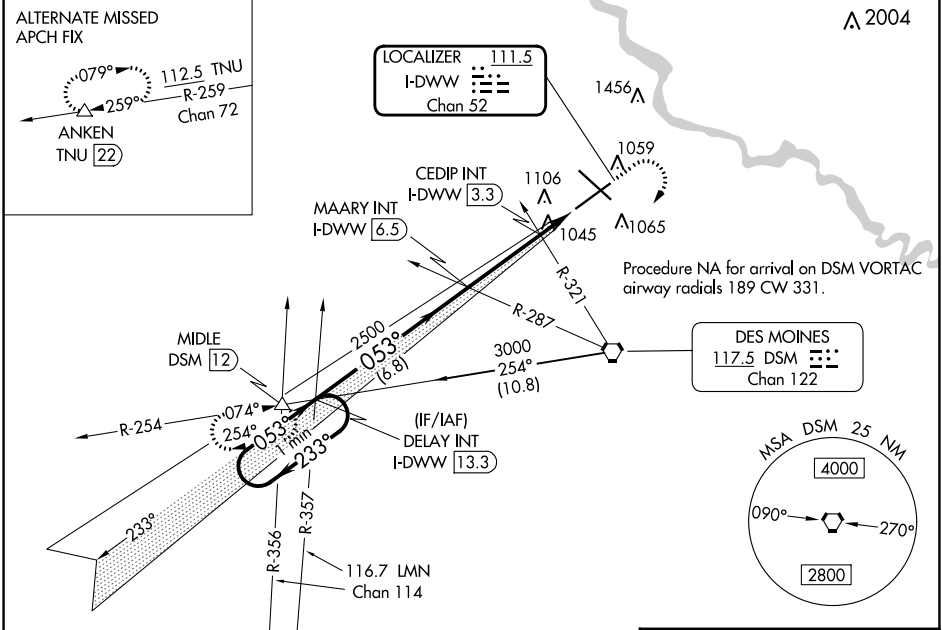 ALTERNATE MISSED
APCH FIX
079°
112.5 TNU
R-259
259°
Chan 72
ANKEN
TNU 22
2004
LOCALIZER 111.5
I-DWW
Chan 52
1456
1059
CEDIP INT
I-DWW 3.3
1106
1045
1065
MAARY INT
I-DWW 6.5
R-321
Procedure NA for arrival on DSM VORTAC
airway radials 189 CW 331.
R-287
MIDLE
DSM 12
2500
053°
(6.8)
3000
254°
(10.8)
DES MOINES
117.5 DSM
Chan 122
R-254
074°
254°
053°
1 min
233°
(IF/IAF)
DELAY INT
I-DWW 13.3
233°
R-356
R-357
116.7 LMN
Chan 114
MSA DSM 25 NM
4000
090°
270°
2800